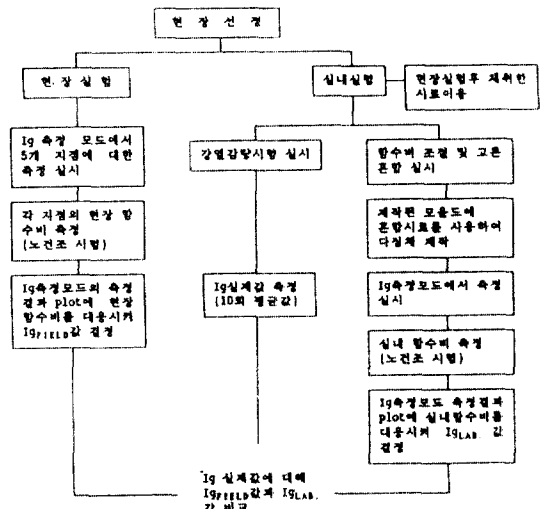 현장선정
현장실험
실내실험
현장실험후 채취한
시료이용
Ig 측정 모드에서
5개 지점에 대한
측정 실시
강열감량시험 실시
함수비 조절 및 고른
혼합 실시
각 지점의 현장 함
수비 측정
(노건조 시험)
제작된 모울드에
혼합시료를 사용하여
다짐체 제작
Ig측정모드의 측정
결과 plot에 현장
함수비를 대응시켜
IgFIELD값 결정
Ig실제값 측정
(10회 평균값)
Ig측정모드에서 측정
실시
실내 함수비 측정
(노건조 시험)
Ig측정모드 측정결과
plot에 실내함수비를
대응시켜 IgLAB. 값
결정
Ig 실제값에 대해
IgFIELD값과 IgLAB.
값 비교